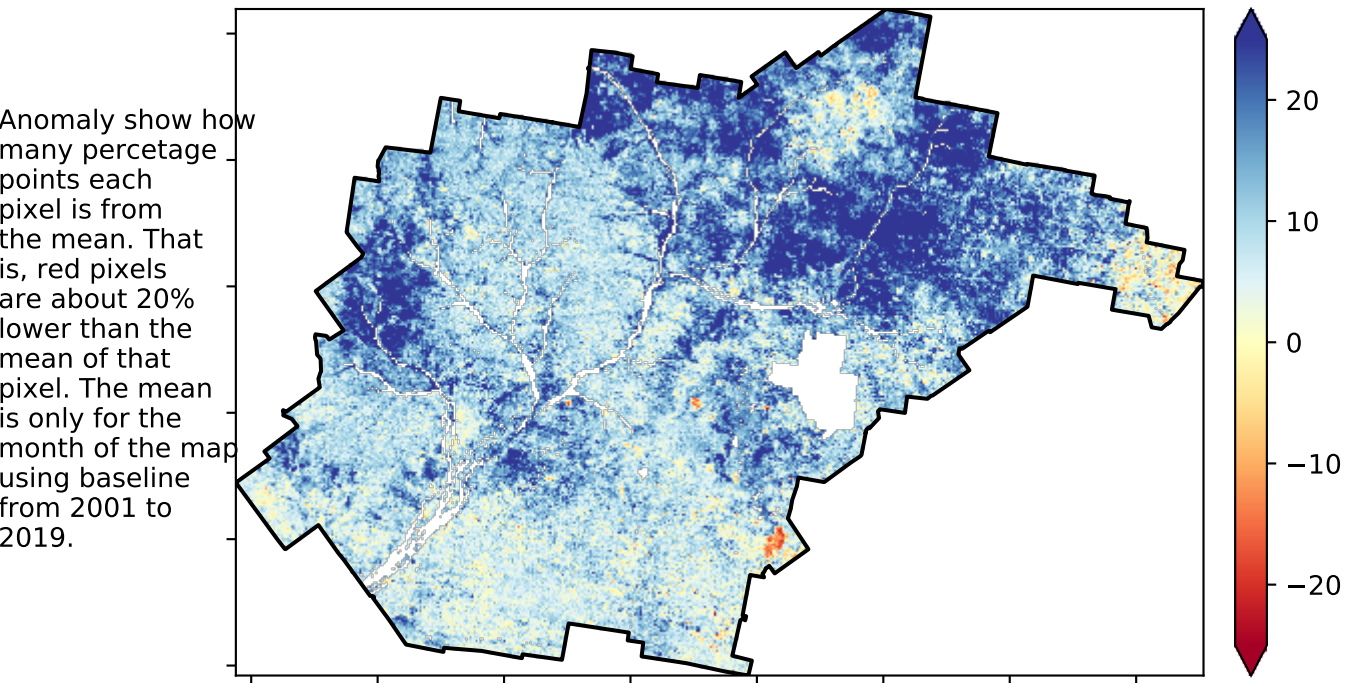 Anomaly show how
many percetage
points each
pixel is from
the mean. That
is, red pixels
are about 20%
lower than the
mean of that
pixel. The mean
is only for the
month of the map
using baseline
from 2001 to
2019.
20
10
0
−10
−20